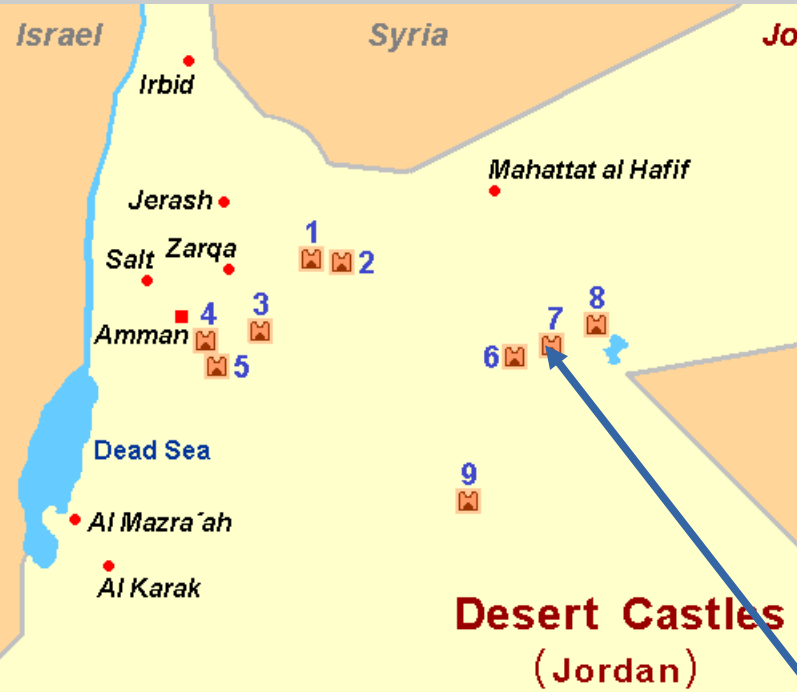 Israel
Syria
Jo
Irbid
Mahattat al Hafif
Jerash
1
Zarqa
Salt
2
8
4
3
7
Amman
6
5
Dead Sea
9
Al Mazra´ah
Al Karak
Desert Castles
(Jordan)